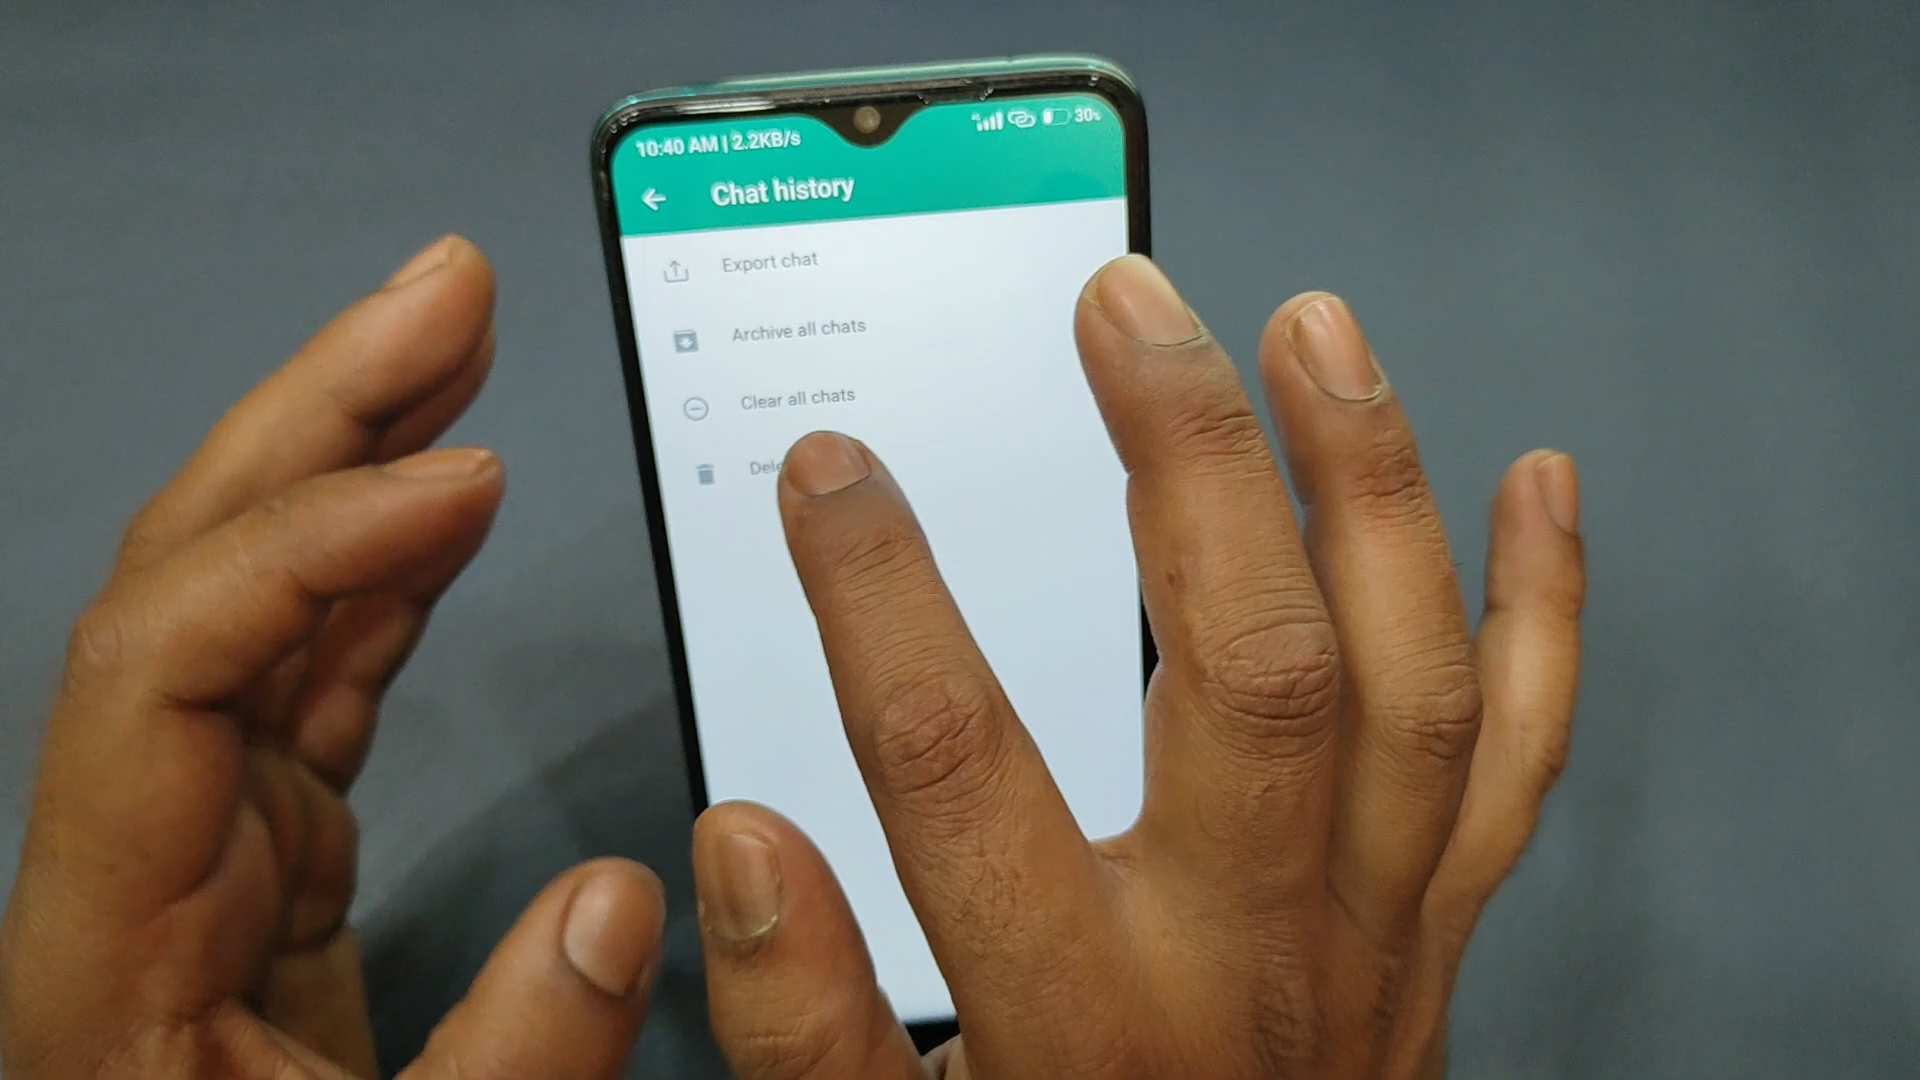 10:40 AM | 2.2KB/s 30%
Chat history
Export chat
Archive all chats
Clear all chats